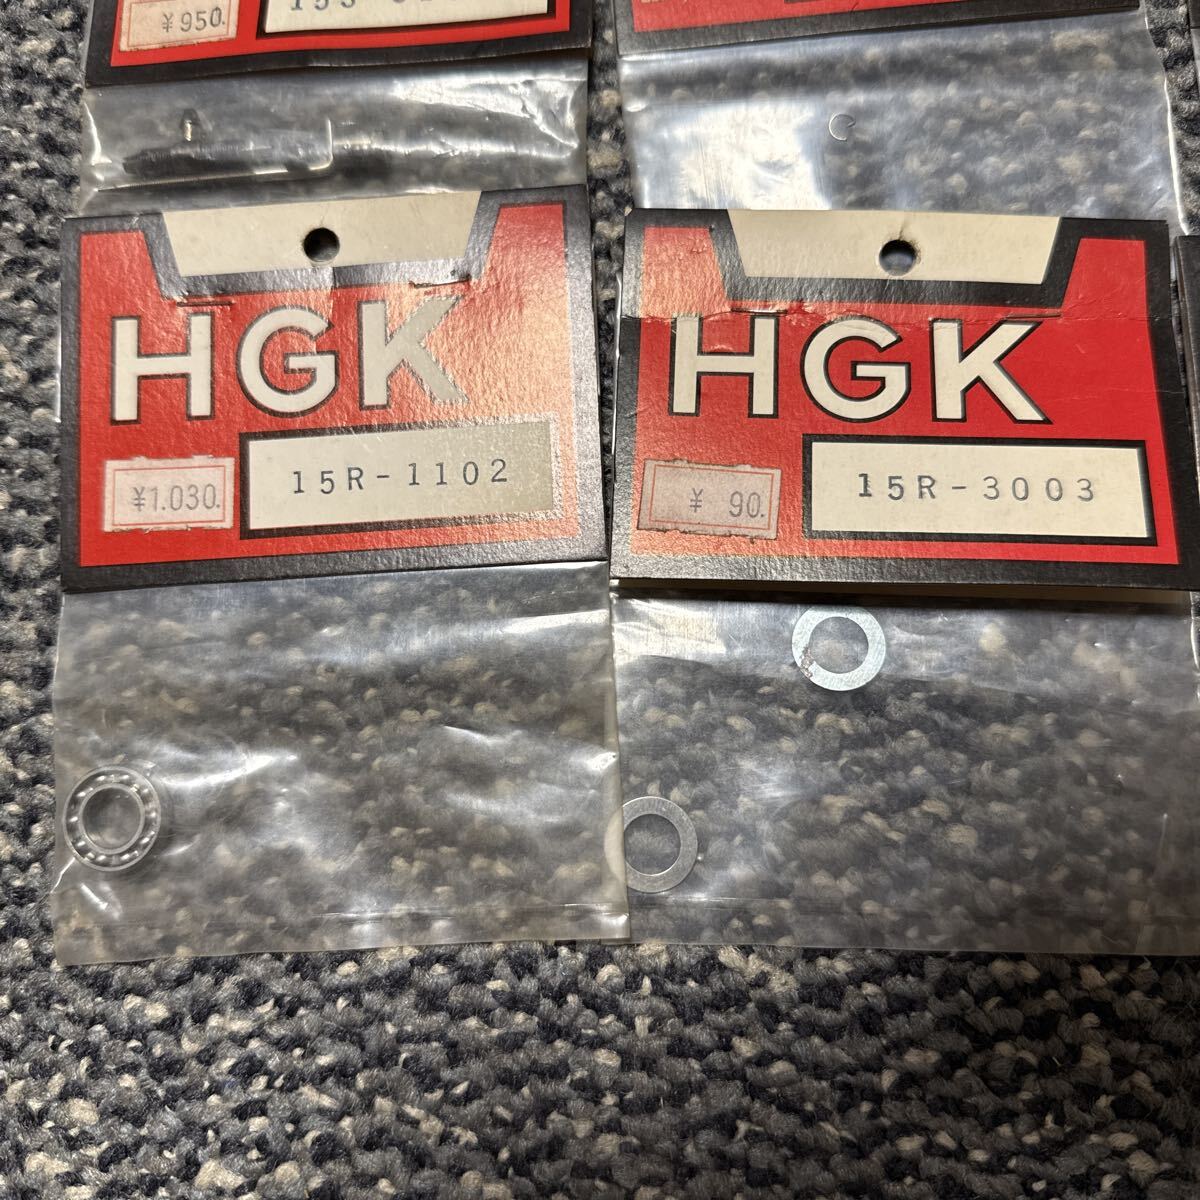 ¥950.
HGK
¥1.030.
15R-1102
HGK
¥ 90.
15R-3003